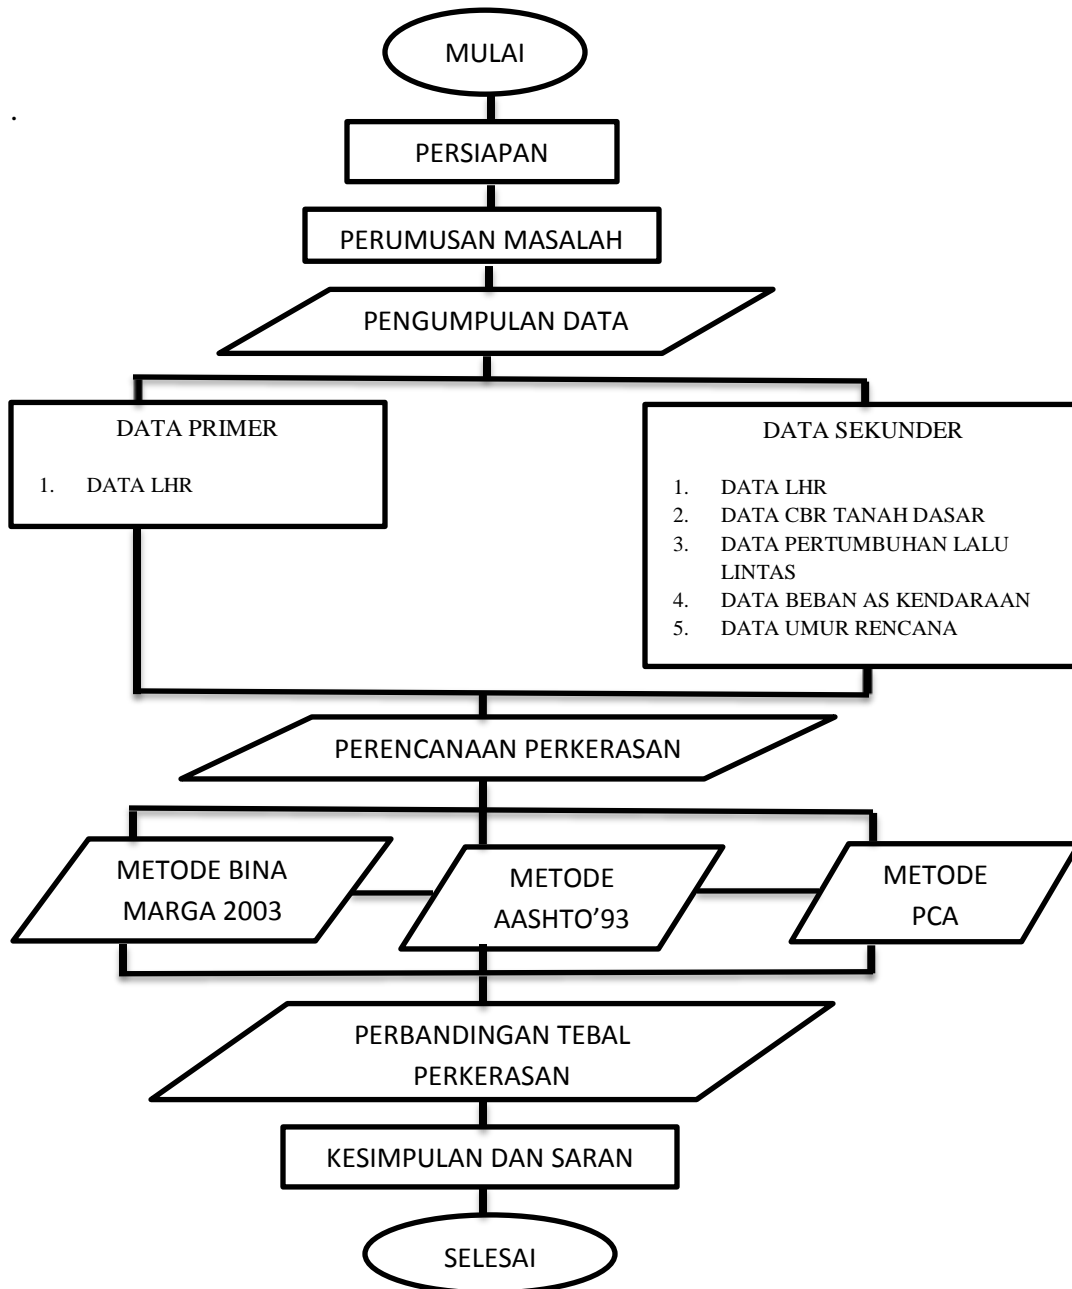 MULAI
.
PERSIAPAN
PERUMUSAN MASALAH
PENGUMPULAN DATA
DATA PRIMER
1. DATA LHR
DATA SEKUNDER
1. DATA LHR
2. DATA CBR TANAH DASAR
3. DATA PERTUMBUHAN LALU
LINTAS
4. DATA BEBAN AS KENDARAAN
5. DATA UMUR RENCANA
PERENCANAAN PERKERASAN
METODE BINA
MARGA 2003
METODE
AASHTO’93
METODE
PCA
PERBANDINGAN TEBAL
PERKERASAN
KESIMPULAN DAN SARAN
SELESAI